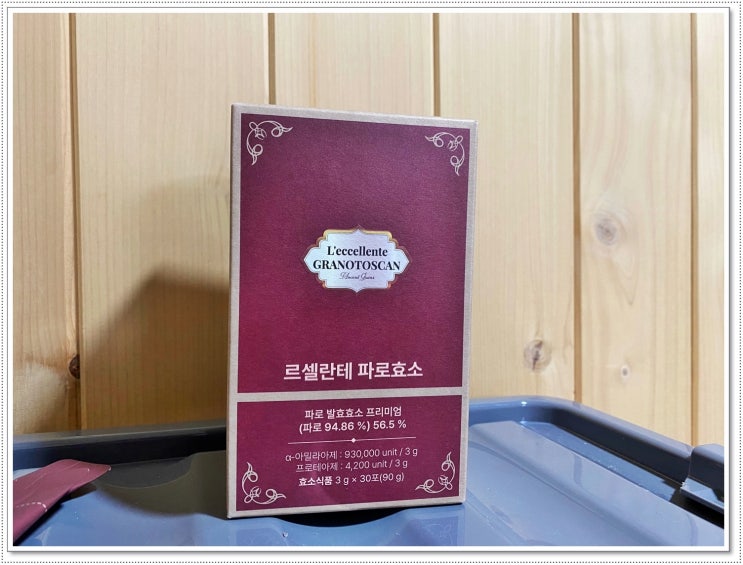 L'eccellente
GRANOTOSCAN
Ancient Grains
르셀란테 파로효소
파로 발효효소 프리미엄
(파로 94.86 %) 56.5 %
α-아밀라아제 : 930,000 unit / 3 g
프로테아제 : 4,200 unit / 3 g
효소식품 3 g × 30포(90 g)